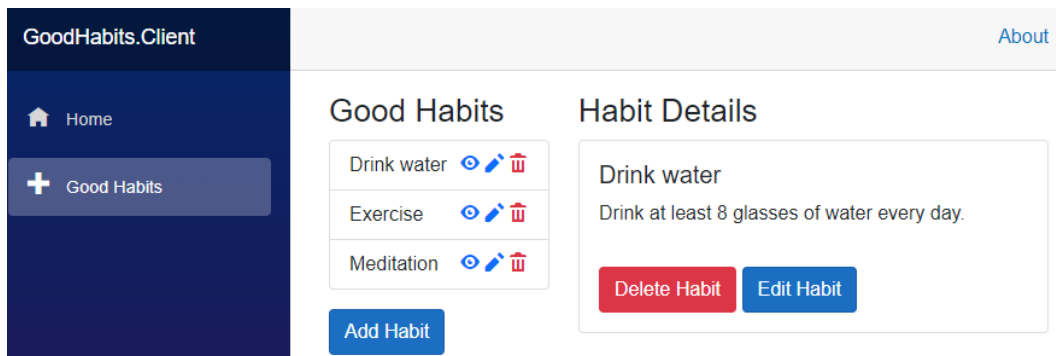 GoodHabits.Client
About
Home
Good Habits
Good Habits
Drink water
Exercise
Meditation
Add Habit
Habit Details
Drink water
Drink at least 8 glasses of water every day.
Delete Habit
Edit Habit